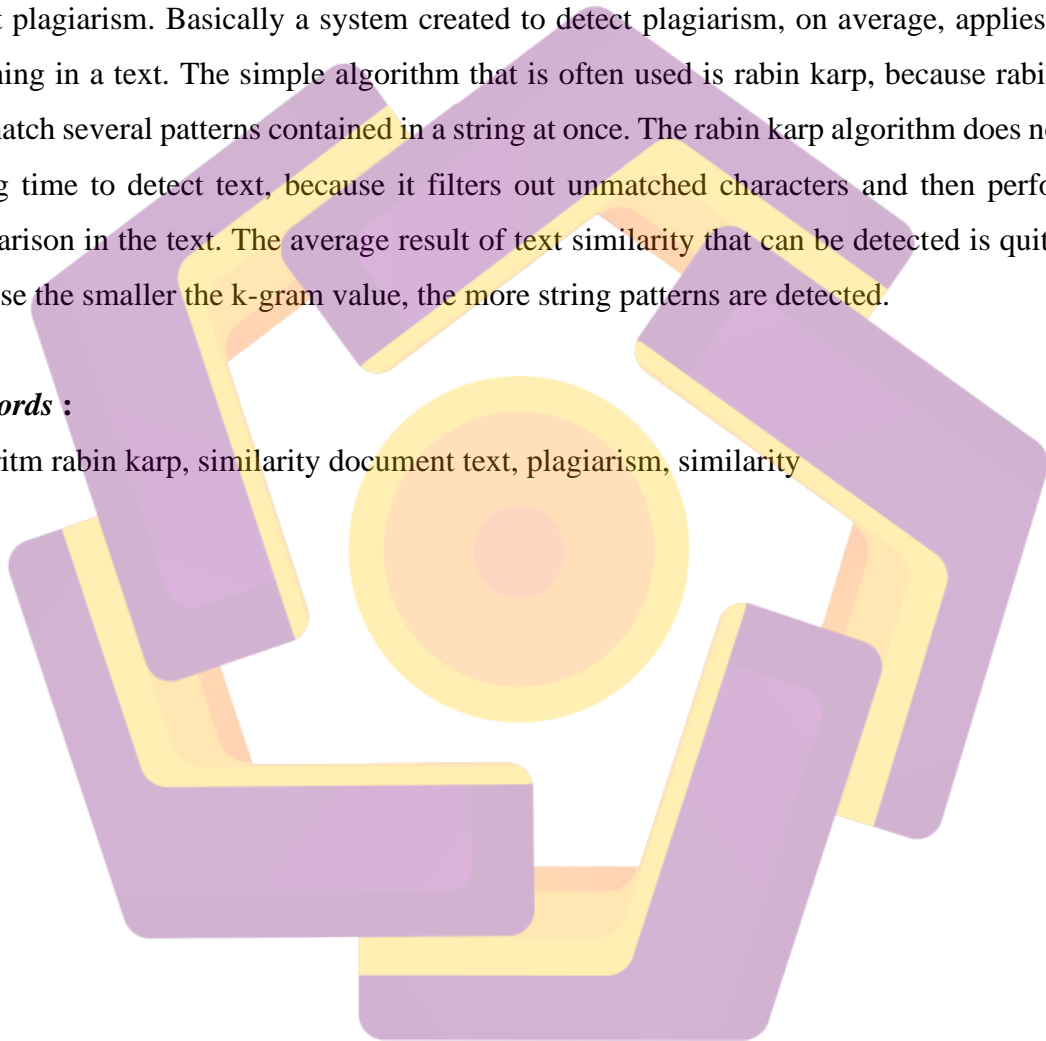 t plagiarism. Basically a system created to detect plagiarism, on average, applies
ning in a text. The simple algorithm that is often used is rabin karp, because rabi
natch several patterns contained in a string at once. The rabin karp algorithm does n
g time to detect text, because it filters out unmatched characters and then perfo
arison in the text. The average result of text similarity that can be detected is quit
se the smaller the k-gram value, the more string patterns are detected.
ords :
ritm rabin karp, similarity document text, plagiarism, similarity